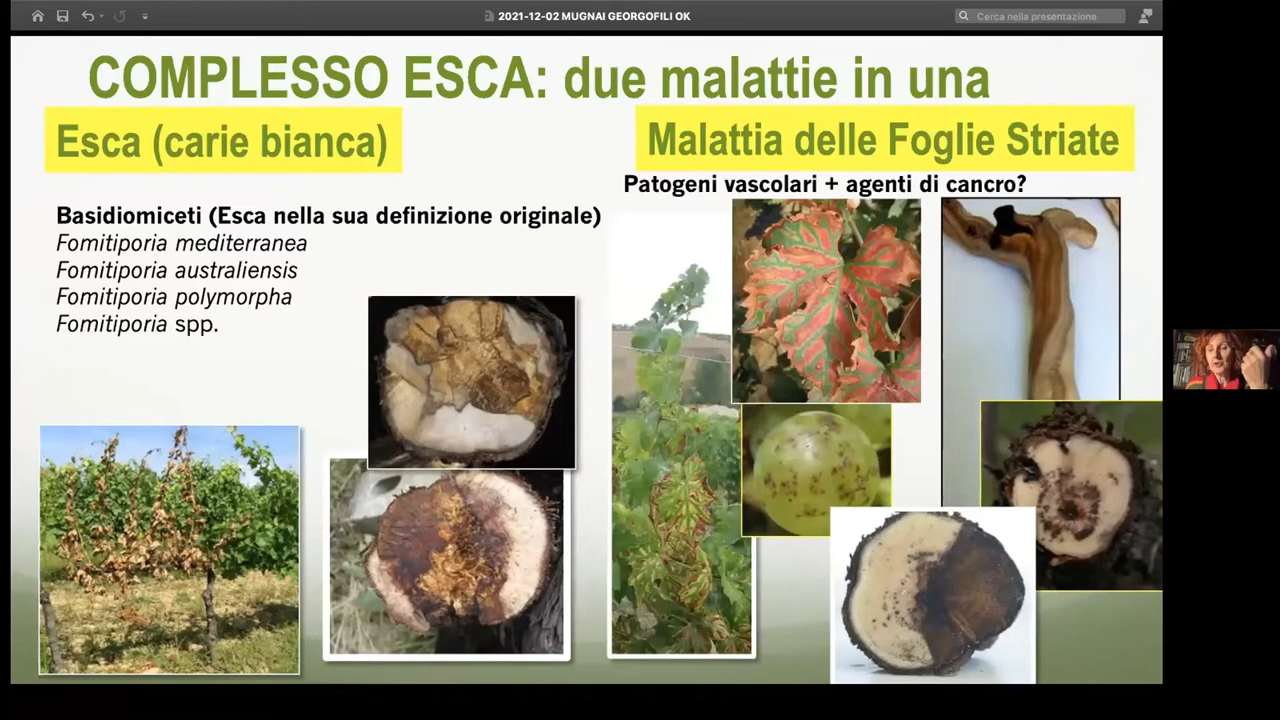 2021-12-02 MUGNAI GEORGOFILI OK
Cerca nella presentazione
COMPLESSO ESCA: due malattie in una
Esca (carie bianca)
Malattia delle Foglie Striate
Patogeni vascolari + agenti di cancro?
Basidiomiceti (Esca nella sua definizione originale)
Fomitiporia mediterranea
Fomitiporia australiensis
Fomitiporia polymorpha
Fomitiporia spp.